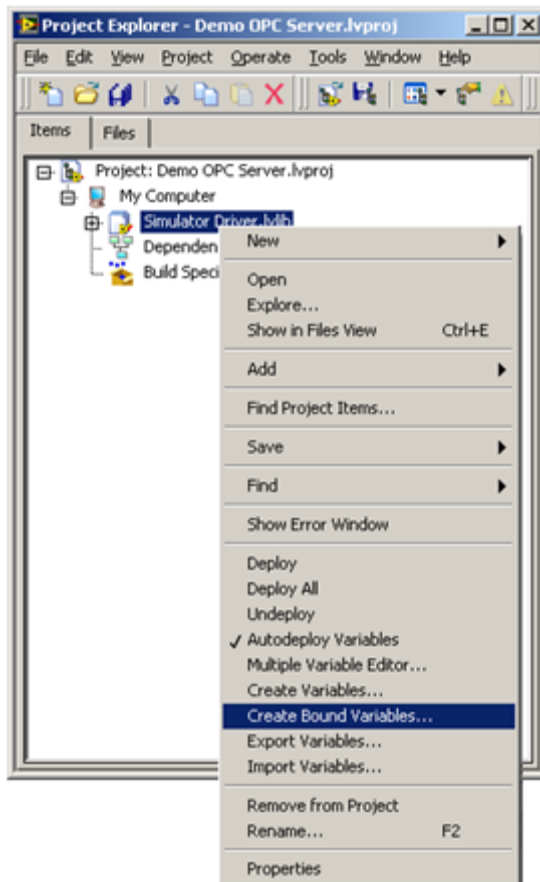 Project Explorer - Demo OPC Server.lvproj
File Edit View Project Operate Tools Window Help
Items Files
Project: Demo OPC Server.lvproj
My Computer
Simulator Driver.lvlib
Dependen
Build Speci
New
Open
Explore...
Show in Files View Ctrl+E
Add
Find Project Items...
Save
Find
Show Error Window
Deploy
Deploy All
Undeploy
Autodeploy Variables
Multiple Variable Editor...
Create Variables...
Create Bound Variables...
Export Variables...
Import Variables...
Remove from Project
Rename... F2
Properties